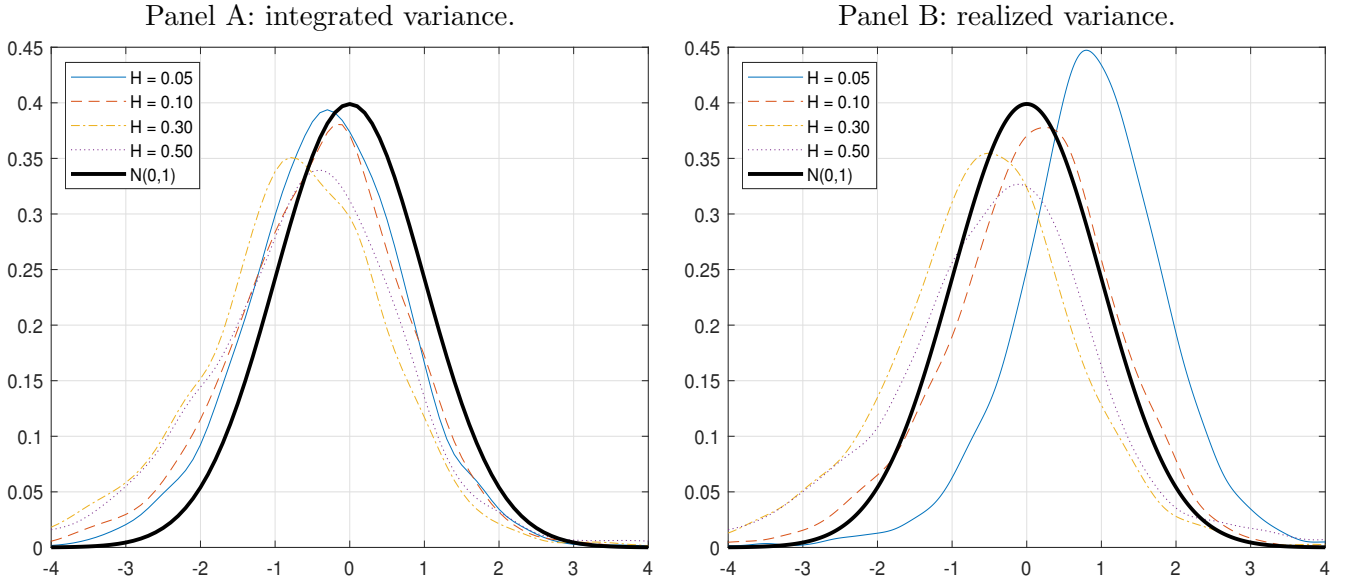 Panel A: integrated variance.
0.45
0.4
0.35
0.3
0.25
0.2
0.15
0.1
0.05
0
-4 -3 -2 -1 0 1 2 3 4
H = 0.05
H = 0.10
H = 0.30
H = 0.50
N(0,1)
Panel B: realized variance.
0.45
0.4
0.35
0.3
0.25
0.2
0.15
0.1
0.05
0
-4 -3 -2 -1 0 1 2 3 4
H = 0.05
H = 0.10
H = 0.30
H = 0.50
N(0,1)